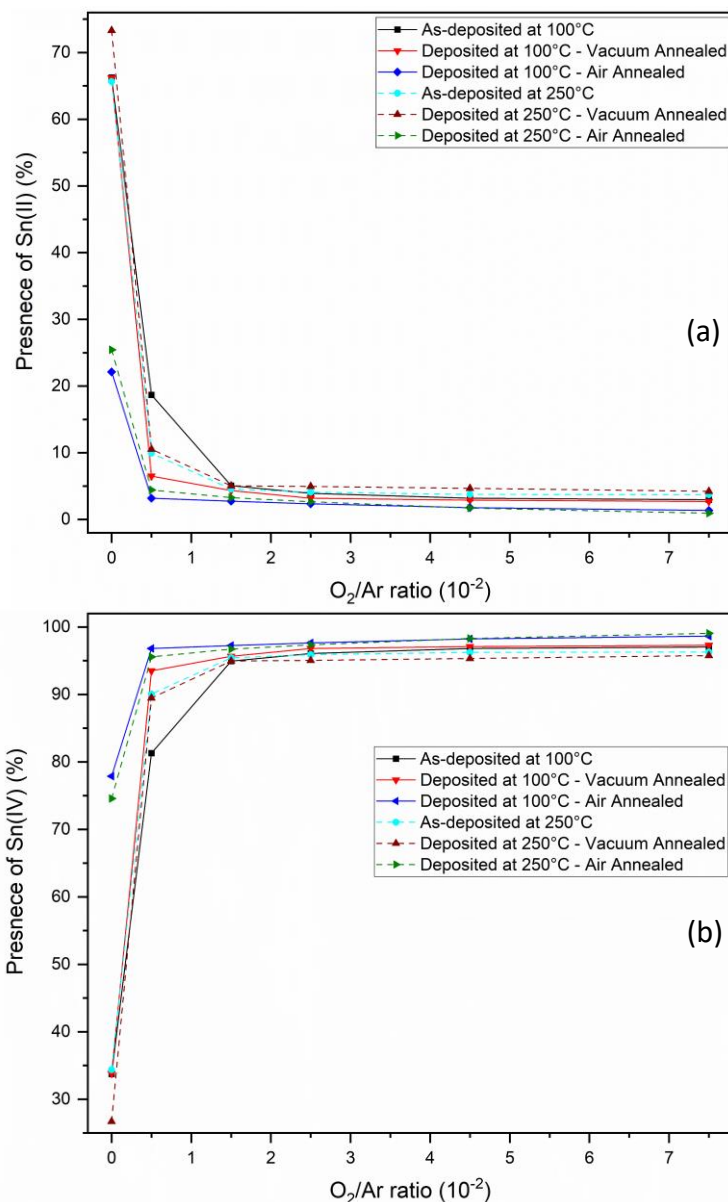 As-deposited at 100°C
Deposited at 100°C - Vacuum Annealed
Deposited at 100°C - Air Annealed
As-deposited at 250°C
Deposited at 250°C - Vacuum Annealed
Deposited at 250°C - Air Annealed
70
60
50
40
30
20
10
0
Presnece of Sn(II) (%)
(a)
0 1 2 3 4 5 6 7
O₂/Ar ratio (10⁻²)
100
90
80
70
60
50
40
30
Presnece of Sn(IV) (%)
As-deposited at 100°C
Deposited at 100°C - Vacuum Annealed
Deposited at 100°C - Air Annealed
As-deposited at 250°C
Deposited at 250°C - Vacuum Annealed
Deposited at 250°C - Air Annealed
(b)
0 1 2 3 4 5 6 7
O₂/Ar ratio (10⁻²)